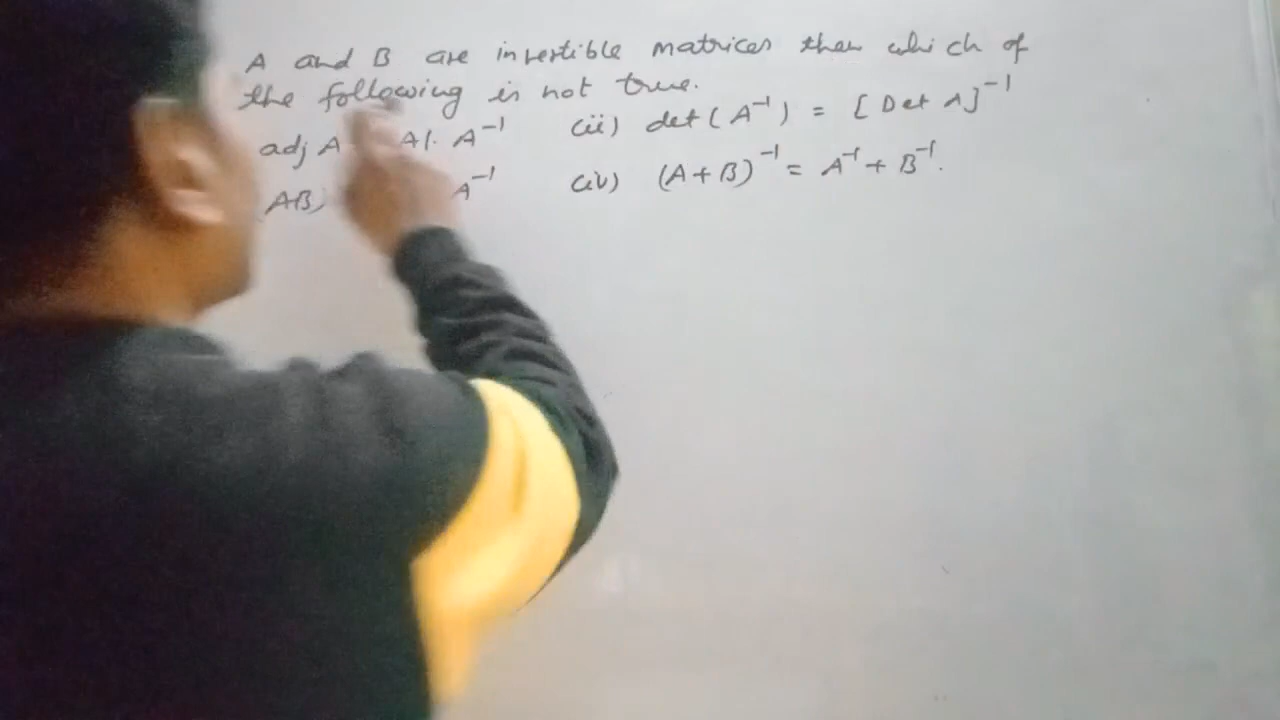 A and B are invertible matrices then which of
the following is not true.
adj A A|. A⁻¹ (ii) det(A⁻¹) = [Det A]⁻¹
(AB) A⁻¹ (iv) (A+B)⁻¹ = A⁻¹ + B⁻¹.